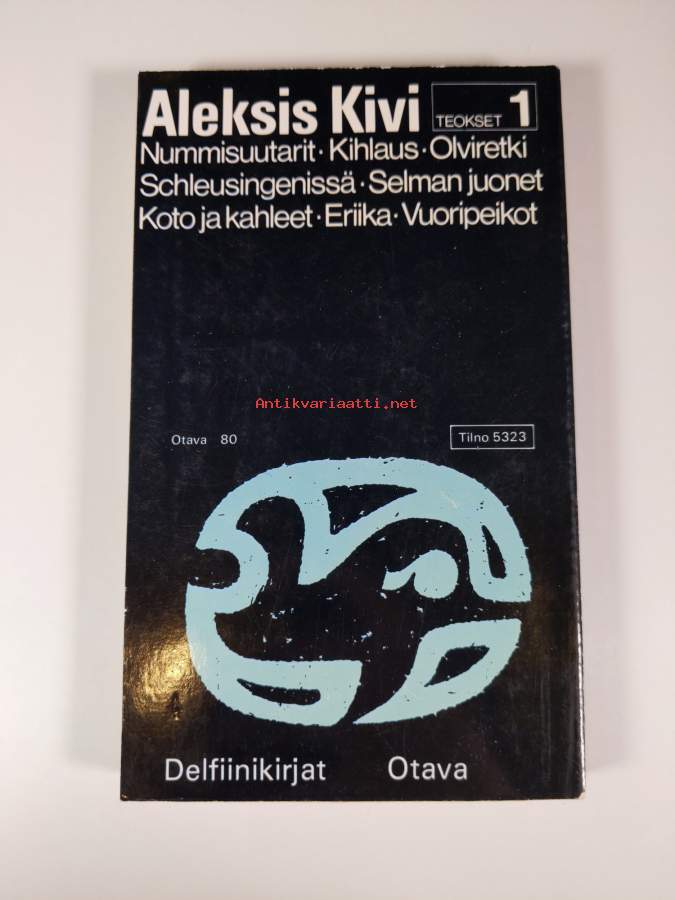 Aleksis Kivi TEOKSET 1
Nummisuutarit · Kihlaus · Olviretki
Schleusingenissä · Selman juonet
Koto ja kahleet · Eriika · Vuoripeikot
Antikvariaatti.net
Otava 80 Tilno 5323
Delfiinikirjat Otava